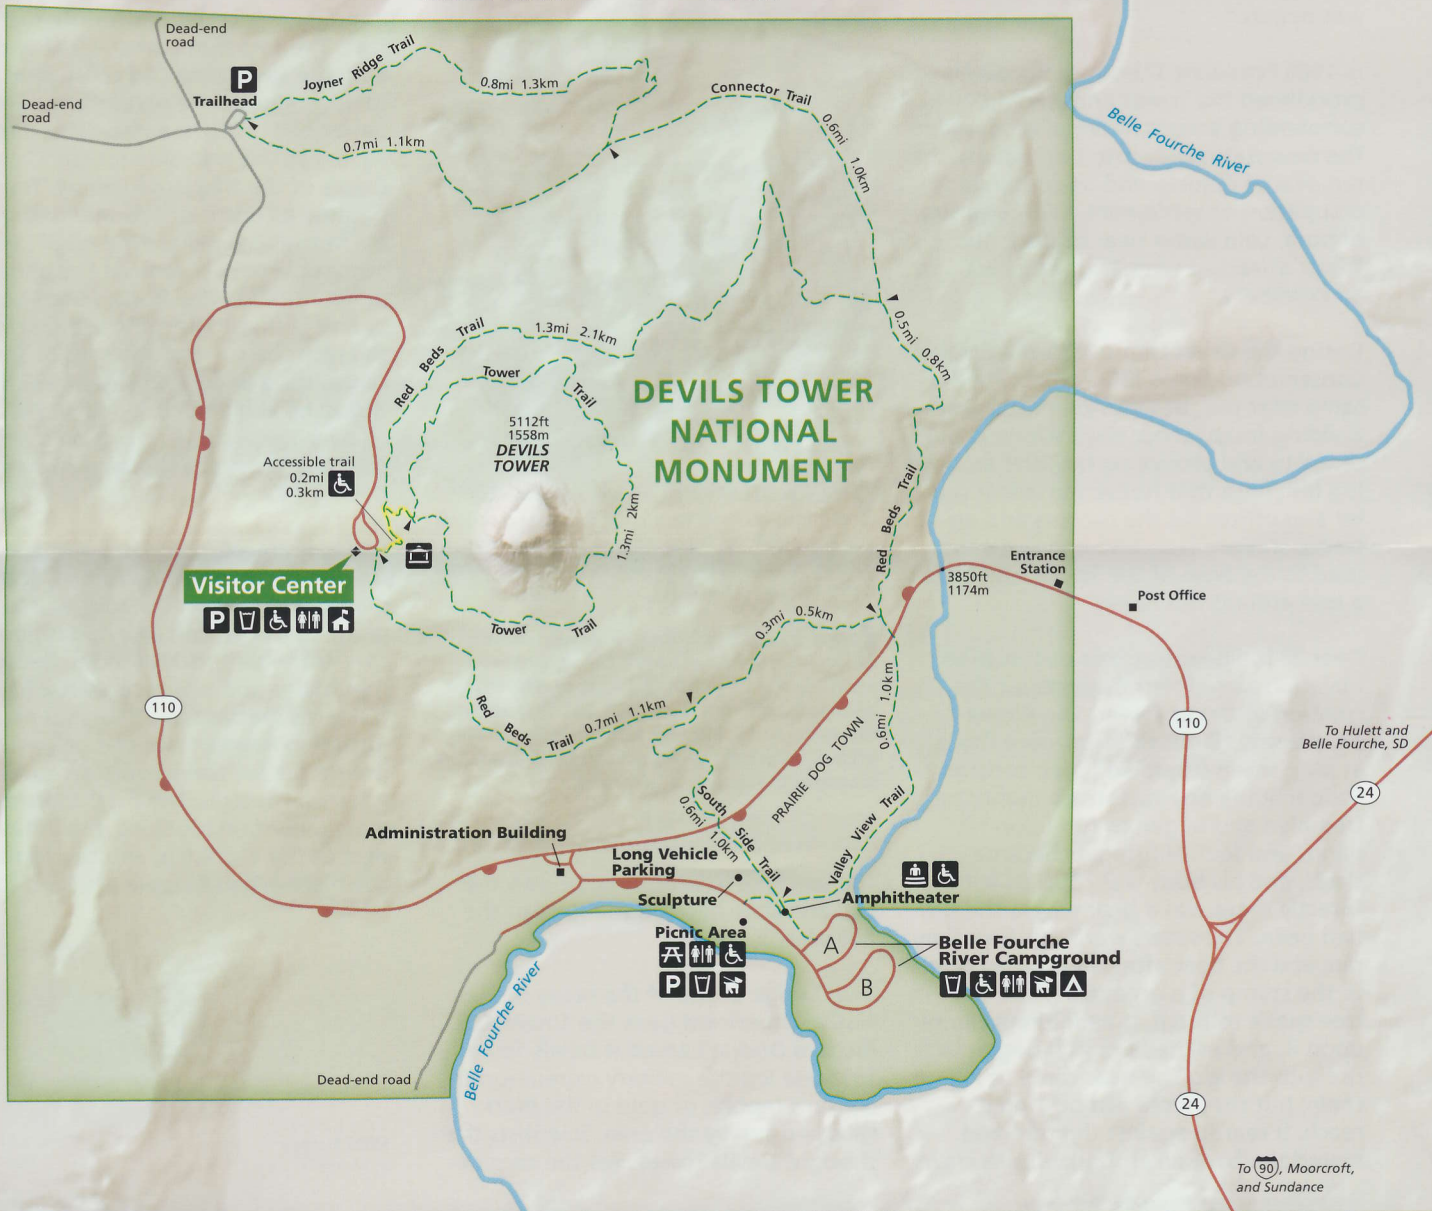 Dead-end
road
P
Trailhead
Dead-end
road
Joyner Ridge Trail
0.8mi 1.3km
0.7mi 1.1km
Connector Trail
0.6mi 1.0km
Belle Fourche River
0.5mi 0.8km
Red Beds Trail
1.3mi 2.1km
Tower Trail
5112ft
1558m
DEVILS
TOWER
DEVILS TOWER
NATIONAL
MONUMENT
Accessible trail
0.2mi
0.3km
1.3mi 2km
Red Beds Trail
Visitor Center
P
Tower Trail
Entrance
Station
3850ft
1174m
Post Office
0.3mi 0.5km
0.6mi 1.0km
Red Beds Trail
0.7mi 1.1km
110
110
PRAIRIE DOG TOWN
To Hulett and
Belle Fourche, SD
24
South Side Trail
0.6mi 1.0km
Valley View Trail
Administration Building
Long Vehicle
Parking
Sculpture
Amphitheater
Picnic Area
P
A
B
Belle Fourche
River Campground
Belle Fourche River
Dead-end road
24
To 90, Moorcroft,
and Sundance